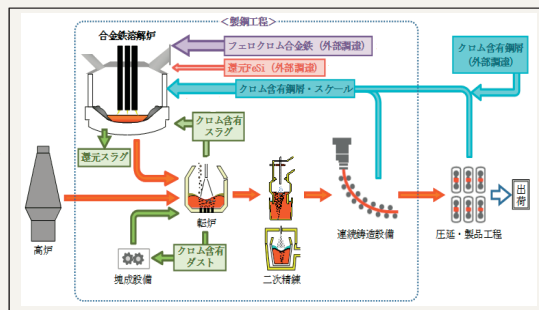 ＜製鋼工程＞
合金鉄溶解炉
フェロクロム合金鉄（外部調達）
還元FeSi（外部調達）
クロム含有鋼屑・スケール
クロム含有鋼屑
（外部調達）
クロム含有
スラグ
還元スラグ
高炉
転炉
クロム含有
ダスト
塊成設備
二次精錬
連続鋳造設備
圧延・製品工程
出荷